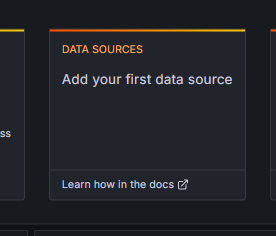 DATA SOURCES
Add your first data source
ss
Learn how in the docs